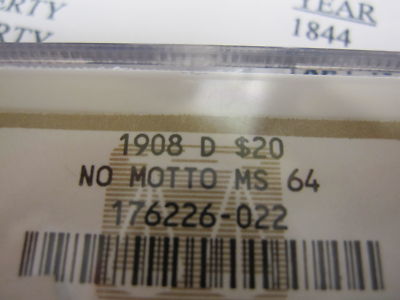 YEAR
1844
1908 D $20
NO MOTTO MS 64
176226-022